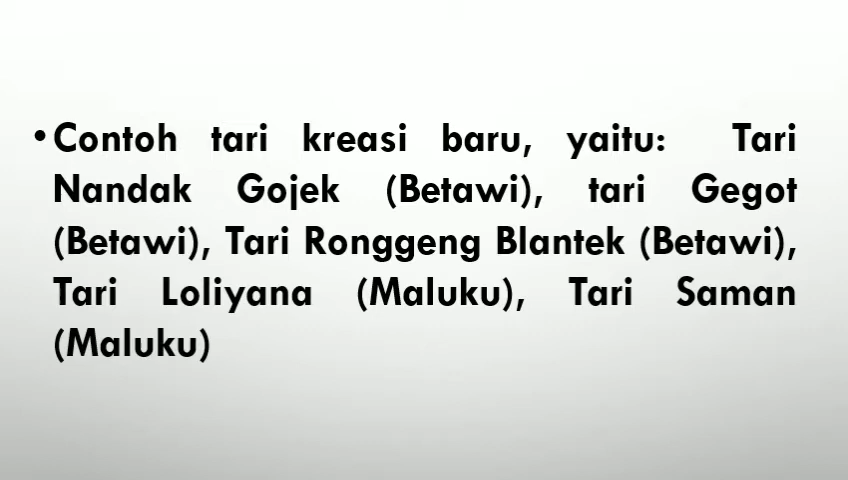 •Contoh tari kreasi baru, yaitu: Tari
Nandak Gojek (Betawi), tari Gegot
(Betawi), Tari Ronggeng Blantek (Betawi),
Tari Loliyana (Maluku), Tari Saman
(Maluku)